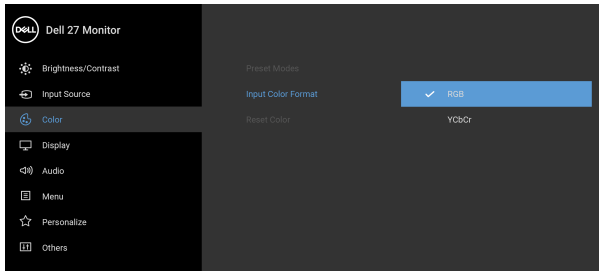 DELL
Dell 27 Monitor
Brightness/Contrast
Input Source
Color
Display
Audio
Menu
Personalize
Others
Preset Modes
Input Color Format
Reset Color
RGB
YCbCr